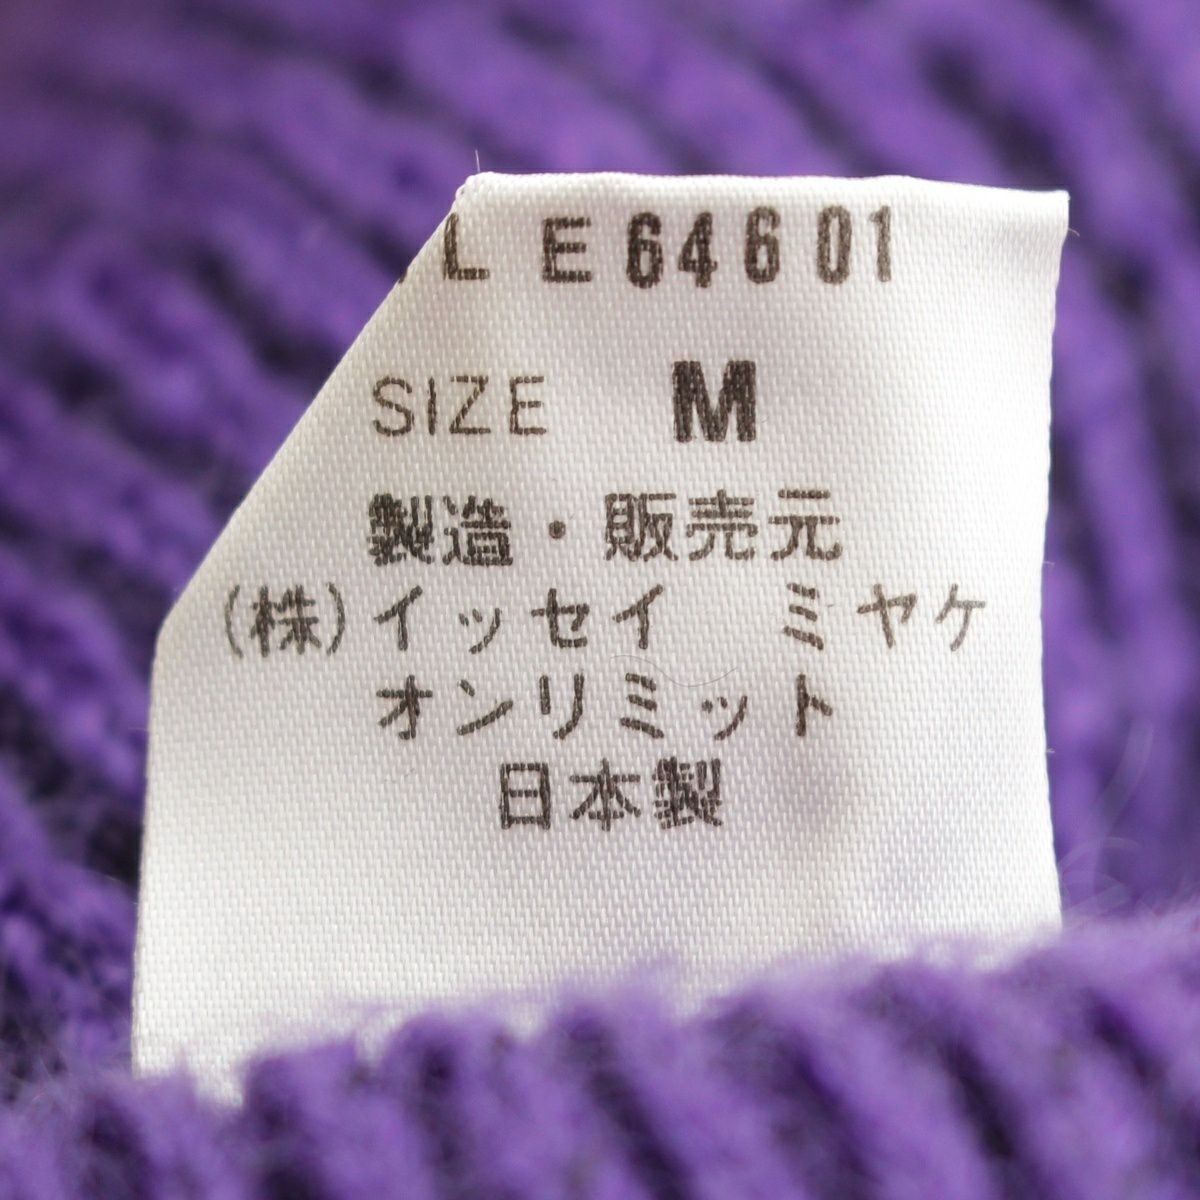 LE64601
SIZE M
製造・販売元
(株)イッセイ ミヤケ
オンリミット
日本製